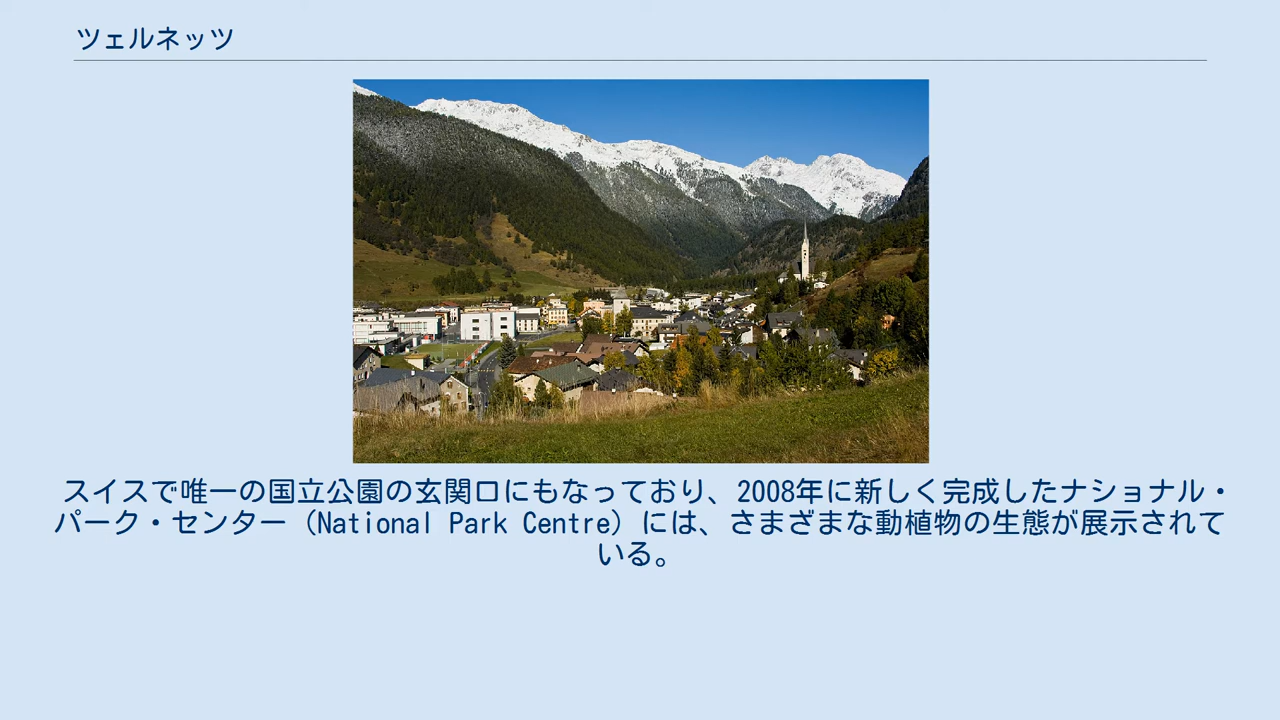 ツェルネッツ
スイスで唯一の国立公園の玄関口にもなっており、2008年に新しく完成したナショナル・
パーク・センター（National Park Centre）には、さまざまな動植物の生態が展示されて
いる。